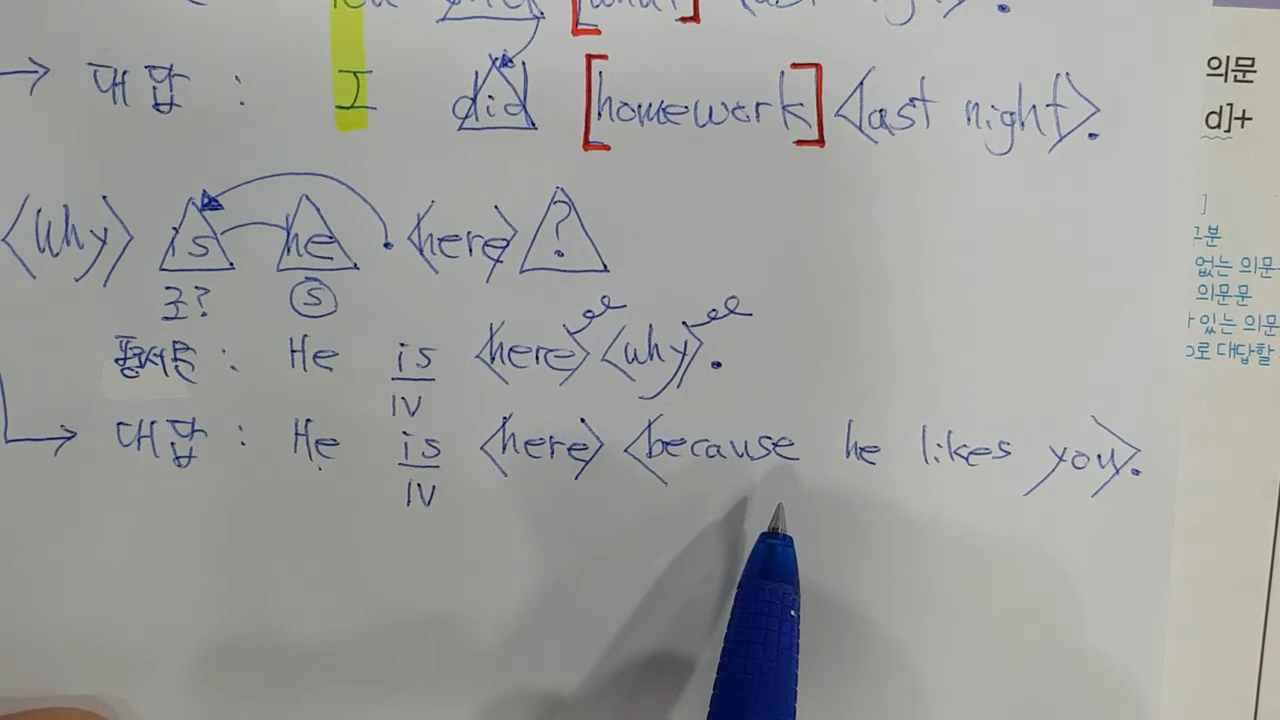 → 대답 : I did [homework] <last night>.
<Why> is he <here> ?
조? S
평서문 : He is <here> <why>.
IV
대답 : He is <here> <because he likes you>.
IV
의문
d]+
]
구분
없는 의문
의문문
있는 의문
로 대답할